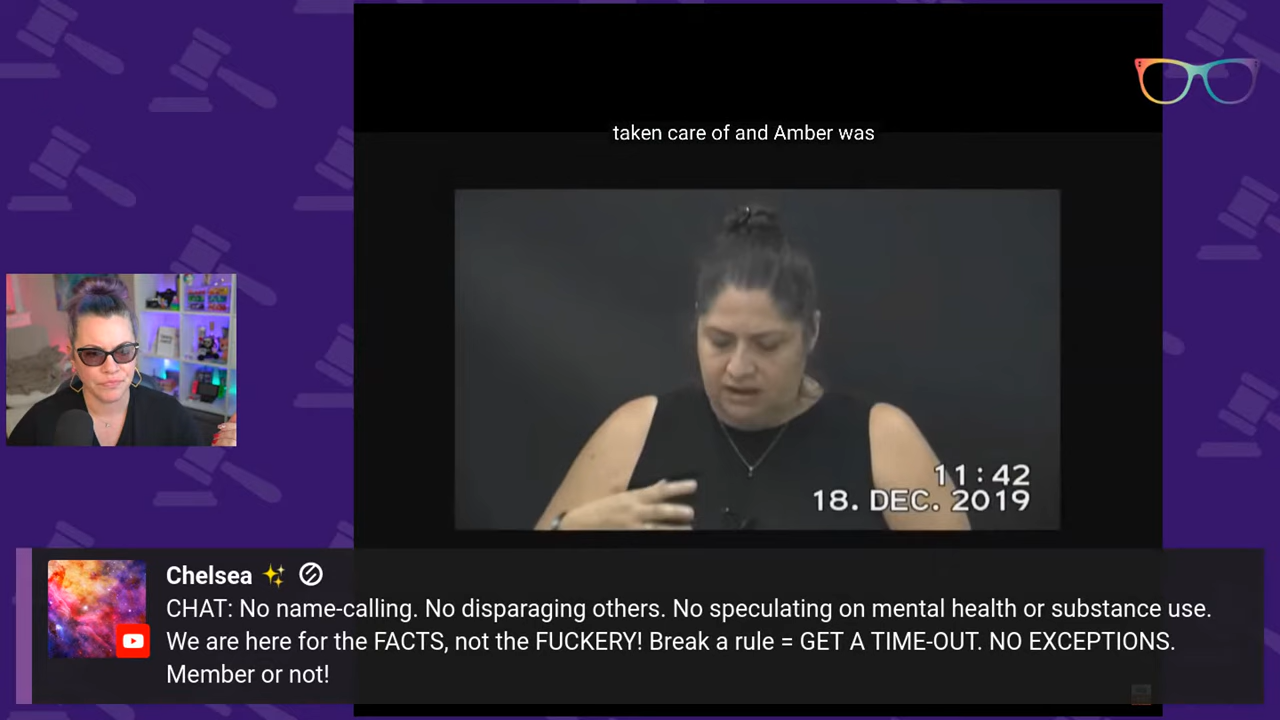 taken care of and Amber was
11:42
18. DEC. 2019
Chelsea ✨
CHAT: No name-calling. No disparaging others. No speculating on mental health or substance use.
We are here for the FACTS, not the FUCKERY! Break a rule = GET A TIME-OUT. NO EXCEPTIONS.
Member or not!